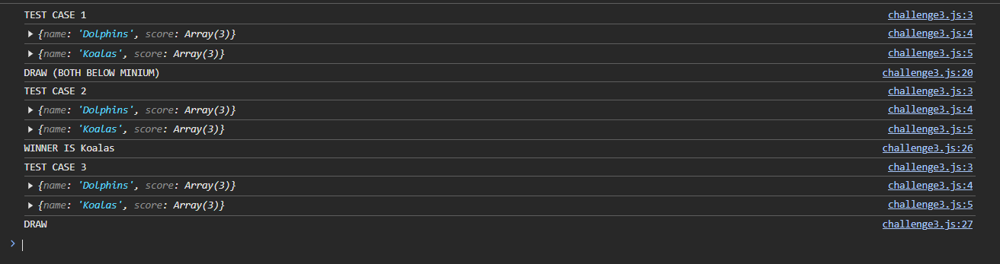 TEST CASE 1 challenge3.js:3
▶ {name: 'Dolphins', score: Array(3)} challenge3.js:4
▶ {name: 'Koalas', score: Array(3)} challenge3.js:5
DRAW (BOTH BELOW MINIUM) challenge3.js:20
TEST CASE 2 challenge3.js:3
▶ {name: 'Dolphins', score: Array(3)} challenge3.js:4
▶ {name: 'Koalas', score: Array(3)} challenge3.js:5
WINNER IS Koalas challenge3.js:26
TEST CASE 3 challenge3.js:3
▶ {name: 'Dolphins', score: Array(3)} challenge3.js:4
▶ {name: 'Koalas', score: Array(3)} challenge3.js:5
DRAW challenge3.js:27
>